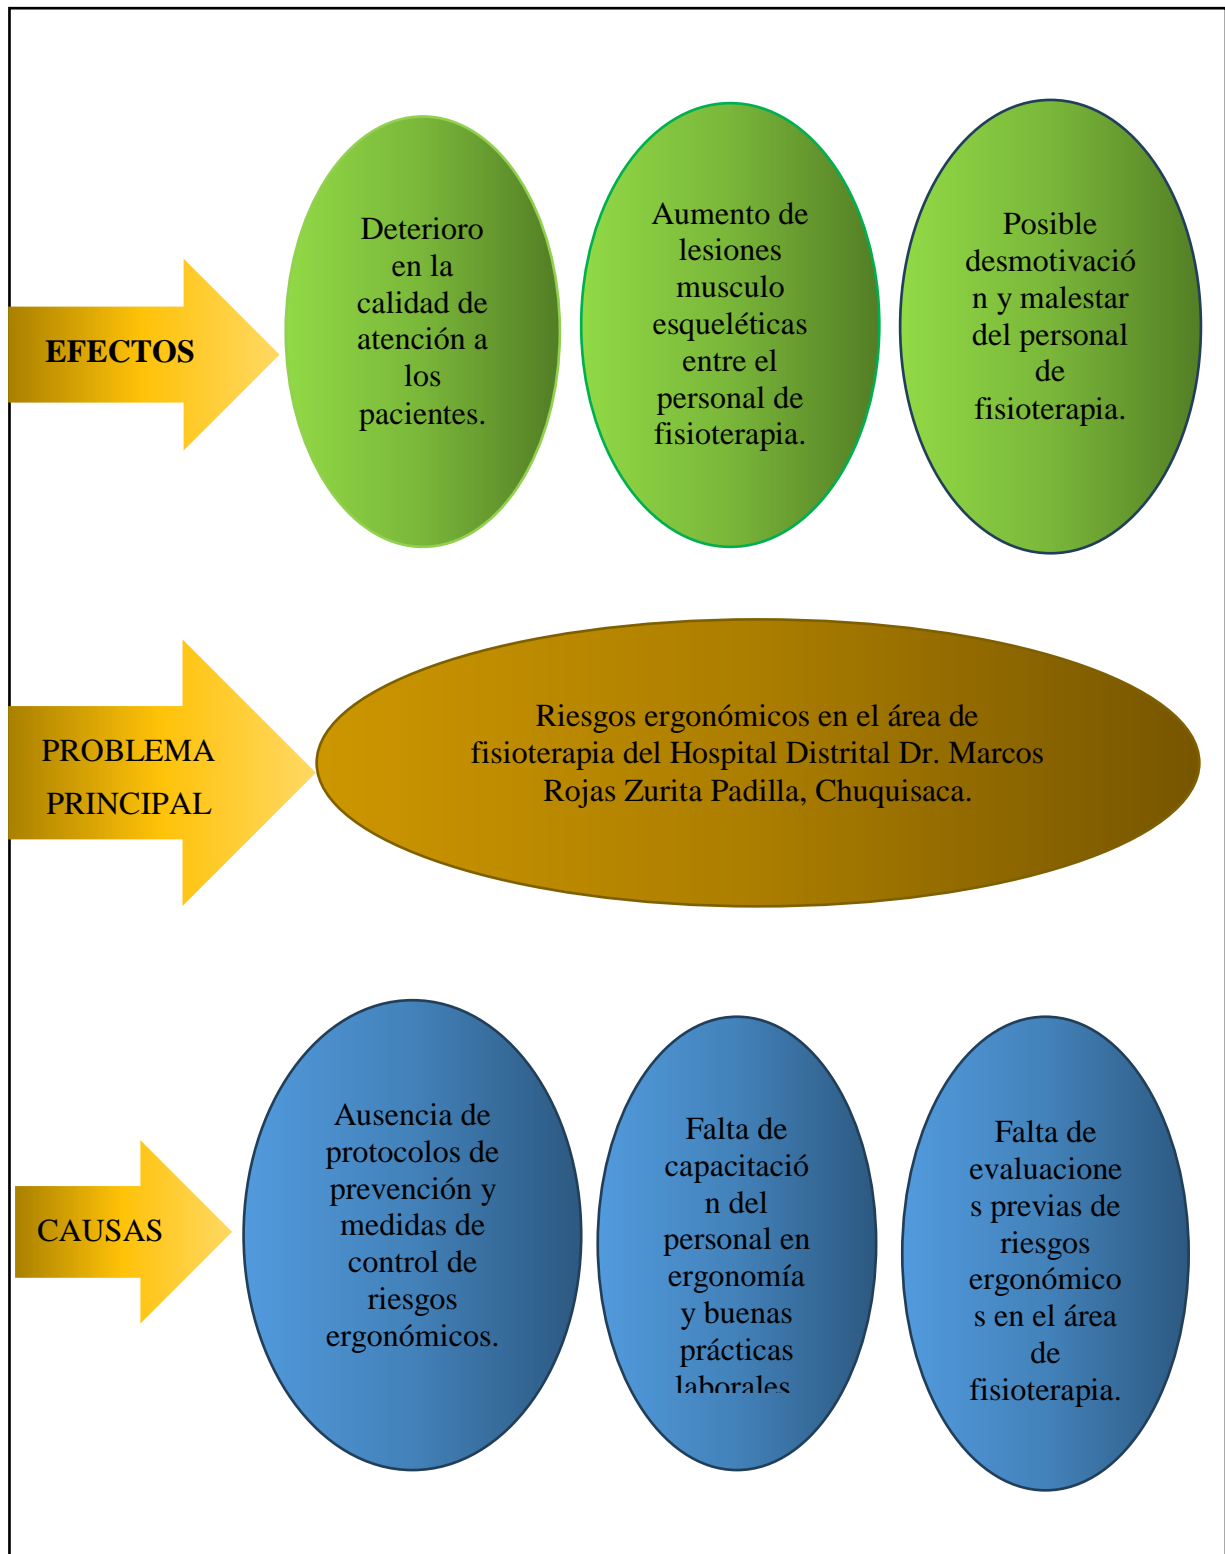 EFECTOS
Deterioro
en la
calidad de
atención a
los
pacientes.
Aumento de
lesiones
musculo
esqueléticas
entre el
personal de
fisioterapia.
Posible
desmotivació
n y malestar
del personal
de
fisioterapia.
PROBLEMA
PRINCIPAL
Riesgos ergonómicos en el área de
fisioterapia del Hospital Distrital Dr. Marcos
Rojas Zurita Padilla, Chuquisaca.
CAUSAS
Ausencia de
protocolos de
prevención y
medidas de
control de
riesgos
ergonómicos.
Falta de
capacitació
n del
personal en
ergonomía
y buenas
prácticas
laborales
Falta de
evaluacione
s previas de
riesgos
ergonómico
s en el área
de
fisioterapia.